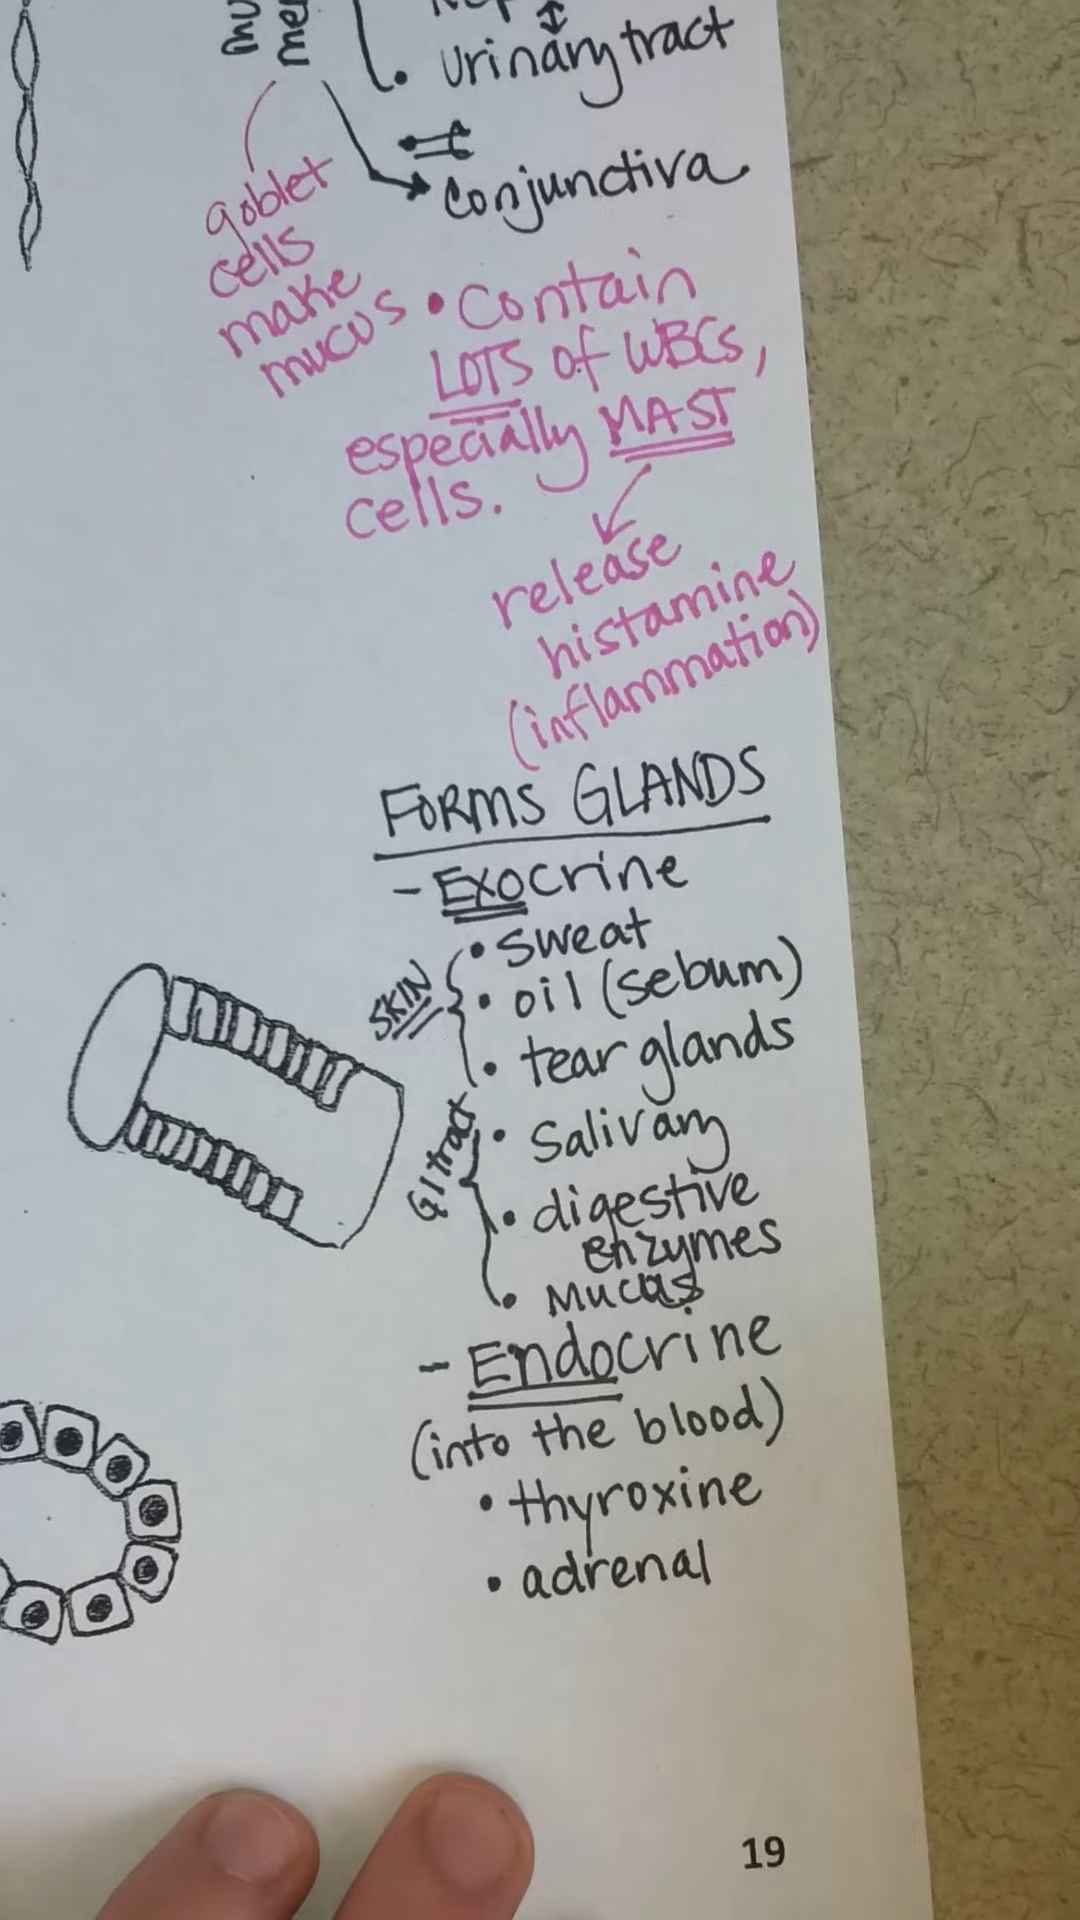 urinary tract
conjunctiva
goblet
cells
make
mucus
• Contain
LOTS of WBCs,
especially MAST
cells.
release
histamine
(inflammation)
FORMS GLANDS
- EXOcrine
SKIN
• sweat
• oil (sebum)
• tear glands
GI tract
• Salivary
• digestive
enzymes
• Mucus
- Endocrine
(into the blood)
• thyroxine
• adrenal
19